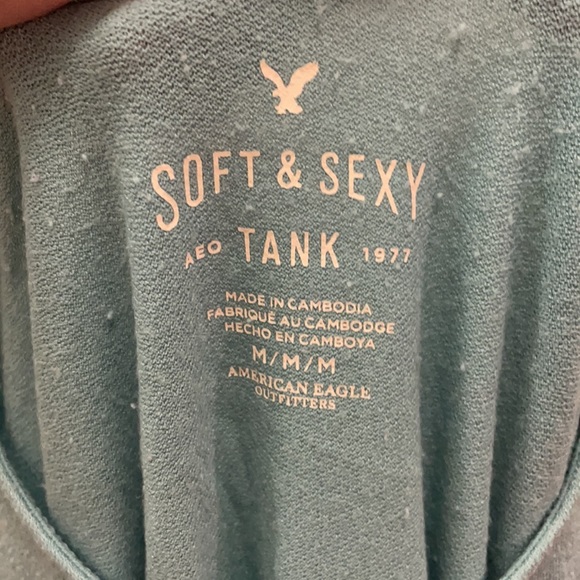 SOFT & SEXY
AEO TANK 1977
MADE IN CAMBODIA
FABRIQUÉ AU CAMBODGE
HECHO EN CAMBOYA
M/M/M
AMERICAN EAGLE
OUTFITTERS